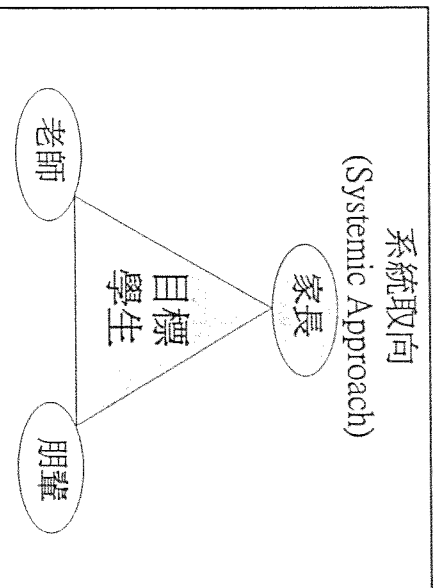 系統取向
(Systemic Approach)
家長
目標
學生
老師
朋輩